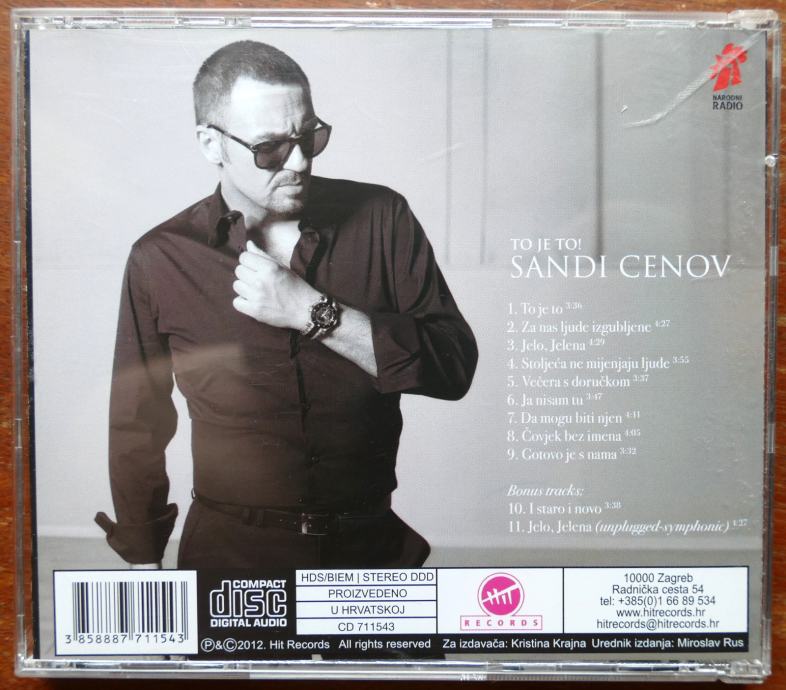 NARODNI
RADIO
TO JE TO!
SANDI CENOV
1. To je to 3:36
2. Za nas ljude izgubljene 4:27
3. Jelo, Jelena 4:29
4. Stoljeća ne mijenjaju ljude 3:55
5. Večera s doručkom 3:37
6. Ja nisam tu 3:47
7. Da mogu biti njen 4:11
8. Čovjek bez imena 4:05
9. Gotovo je s nama 3:32
Bonus tracks:
10. I staro i novo 3:38
11. Jelo, Jelena (unplugged-symphonic) 4:27
3 858887 711543
COMPACT
disc
DIGITAL AUDIO
HDS/BIEM | STEREO DDD
PROIZVEDENO
U HRVATSKOJ
CD 711543
HIT
RECORDS
10000 Zagreb
Radnička cesta 54
tel: +385(0)1 66 89 534
www.hitrecords.hr
hitrecords@hitrecords.hr
℗&©2012. Hit Records All rights reserved Za izdavača: Kristina Krajna Urednik izdanja: Miroslav Rus